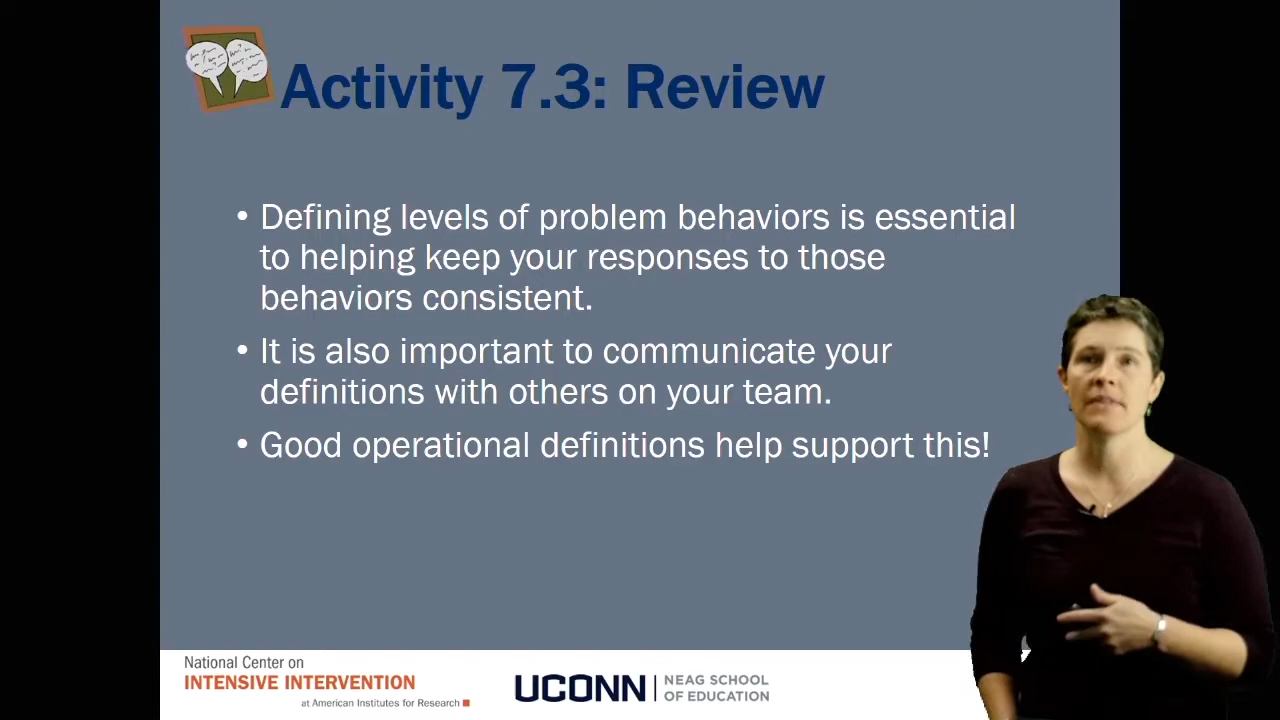 Activity 7.3: Review
• Defining levels of problem behaviors is essential
to helping keep your responses to those
behaviors consistent.
• It is also important to communicate your
definitions with others on your team.
• Good operational definitions help support this!
National Center on
INTENSIVE INTERVENTION
at American Institutes for Research
UCONN
NEAG SCHOOL
OF EDUCATION